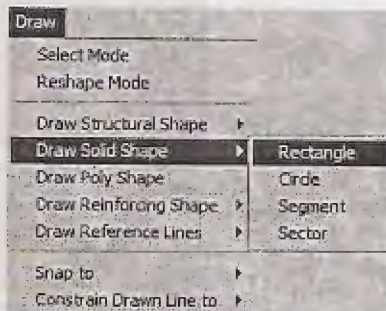 Draw
Select Mode
Reshape Mode
Draw Structural Shape
Draw Solid Shape
Rectangle
Draw Poly Shape
Circle
Draw Reinforcing Shape
Segment
Draw Reference Lines
Sector
Snap to
Constrain Drawn Line to